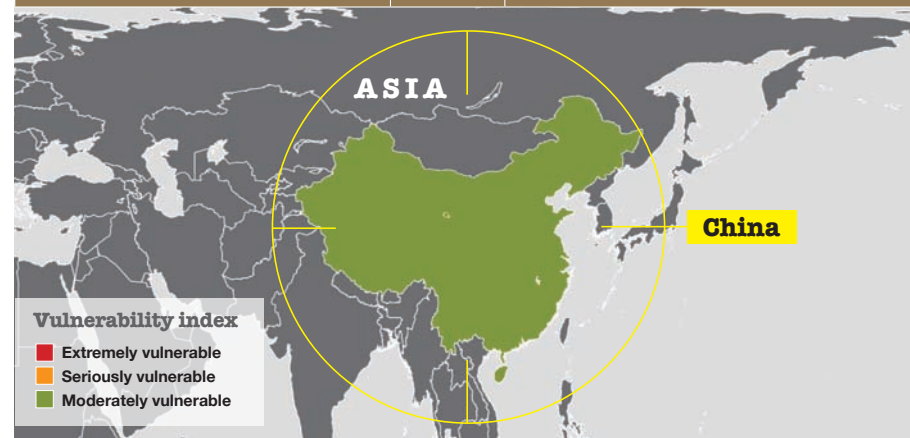 ASIA
China
Vulnerability index
Extremely vulnerable
Seriously vulnerable
Moderately vulnerable